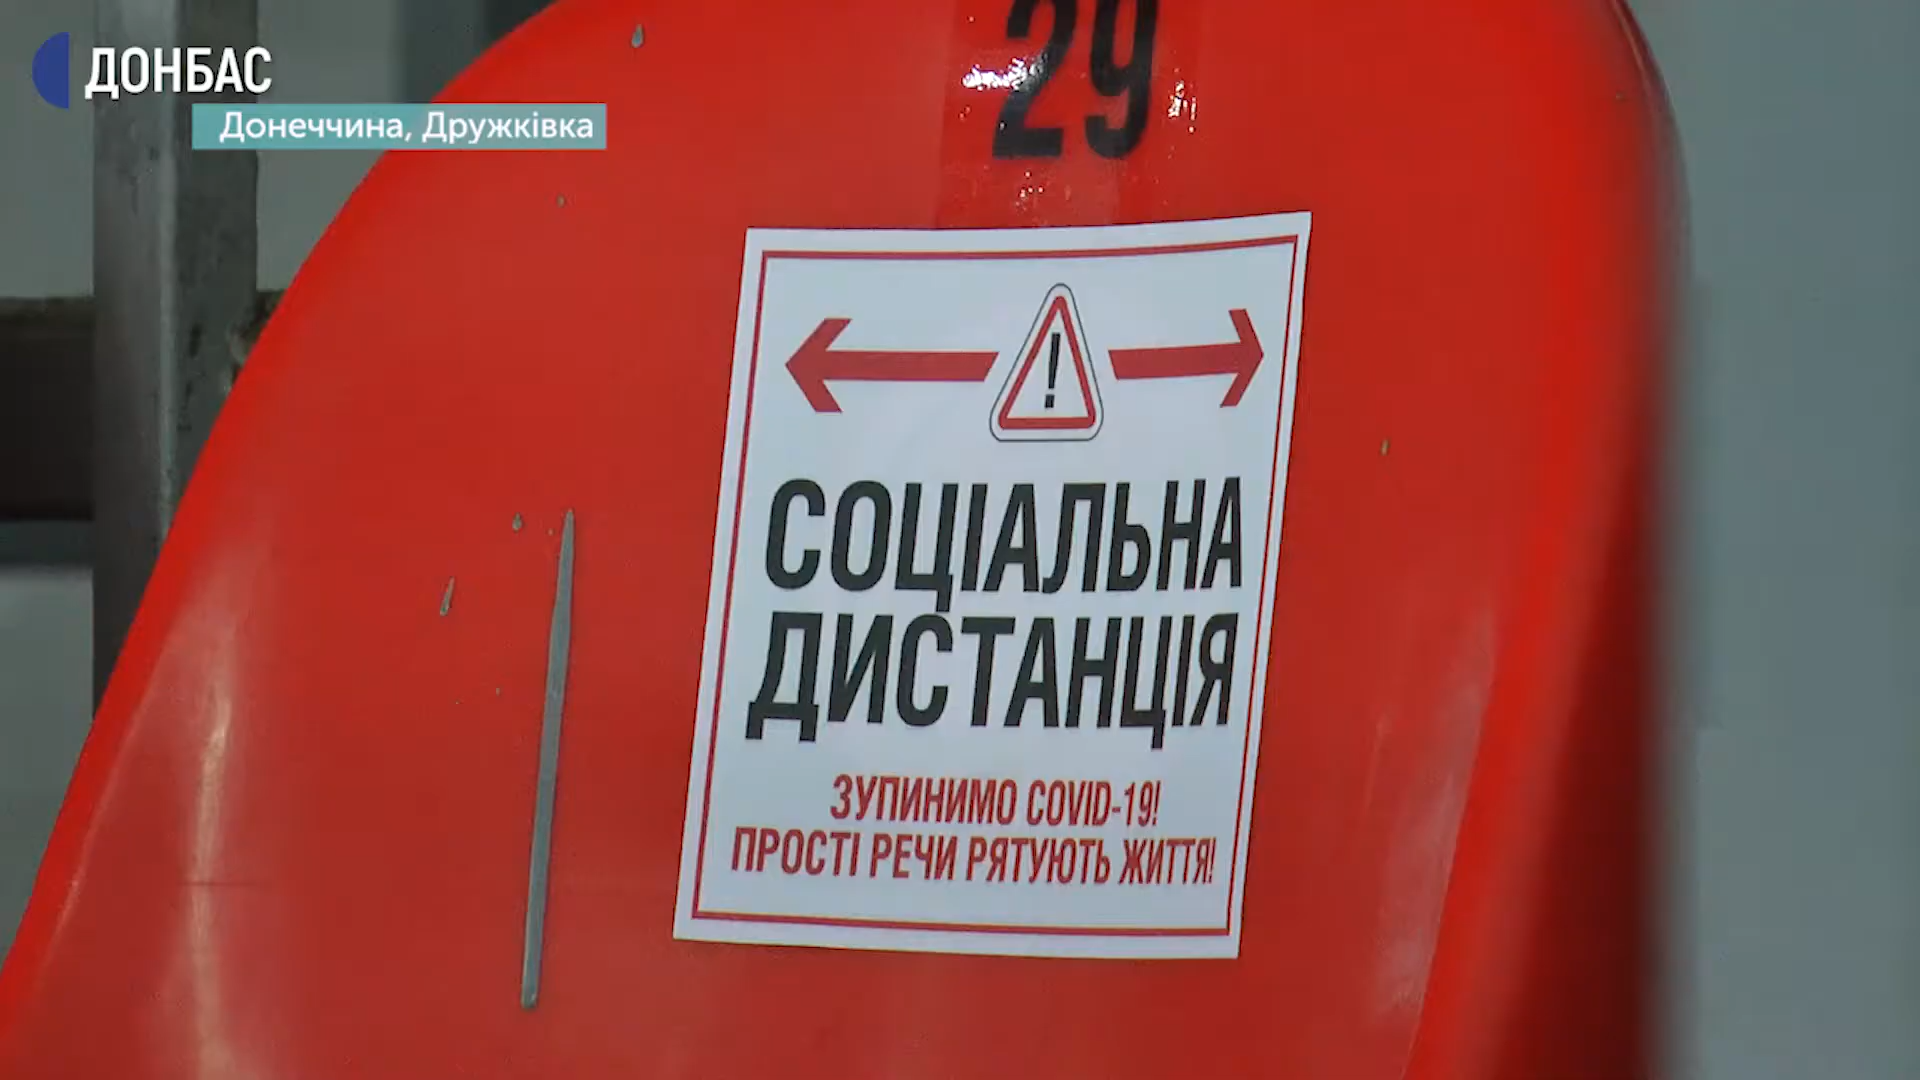 ДОНБАС
Донеччина, Дружківка
29
!
СОЦІАЛЬНА
ДИСТАНЦІЯ
ЗУПИНИМО COVID-19!
ПРОСТІ РЕЧИ РЯТУЮТЬ ЖИТТЯ!